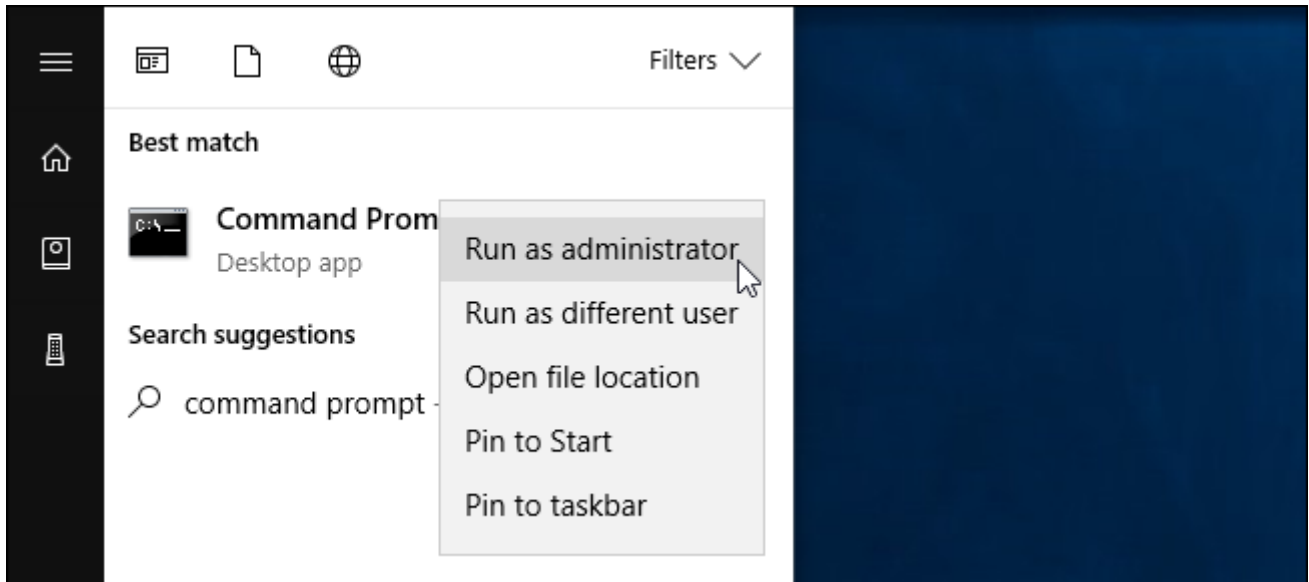 Filters
Best match
C:\_
Command Prom
Desktop app
Run as administrator
Run as different user
Search suggestions
Open file location
command prompt -
Pin to Start
Pin to taskbar